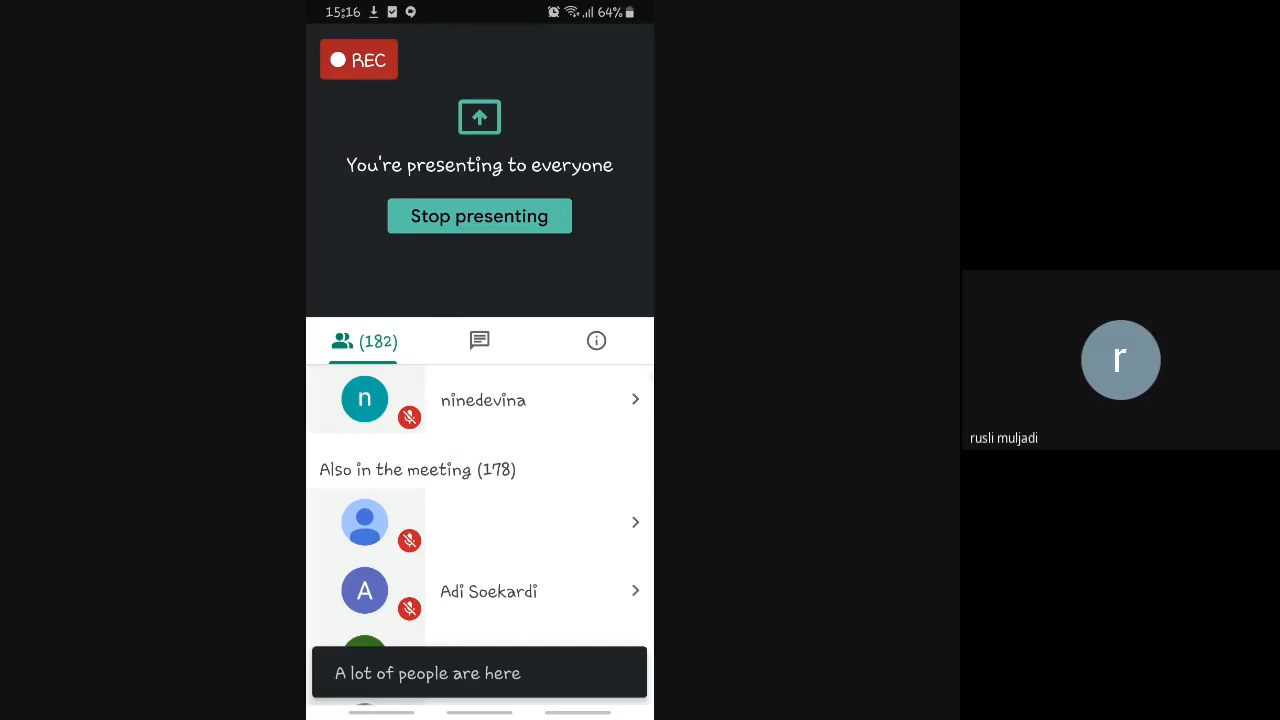 15:16
64%
REC
You're presenting to everyone
Stop presenting
(182)
n
ninedevina
Also in the meeting (178)
A
Adi Soekardi
A lot of people are here
r
rusli muljadi